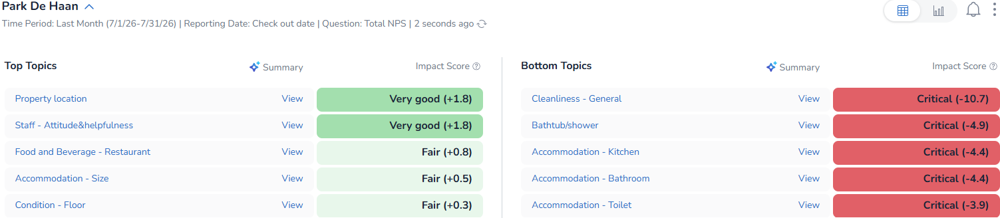 Park De Haan
Time Period: Last Month (7/1/26-7/31/26) | Reporting Date: Check out date | Question: Total NPS | 2 seconds ago
Top Topics Summary Impact Score
Property location View Very good (+1.8)
Staff - Attitude&helpfulness View Very good (+1.8)
Food and Beverage - Restaurant View Fair (+0.8)
Accommodation - Size View Fair (+0.5)
Condition - Floor View Fair (+0.3)
Bottom Topics Summary Impact Score
Cleanliness - General View Critical (-10.7)
Bathtub/shower View Critical (-4.9)
Accommodation - Kitchen View Critical (-4.4)
Accommodation - Bathroom View Critical (-4.4)
Accommodation - Toilet View Critical (-3.9)